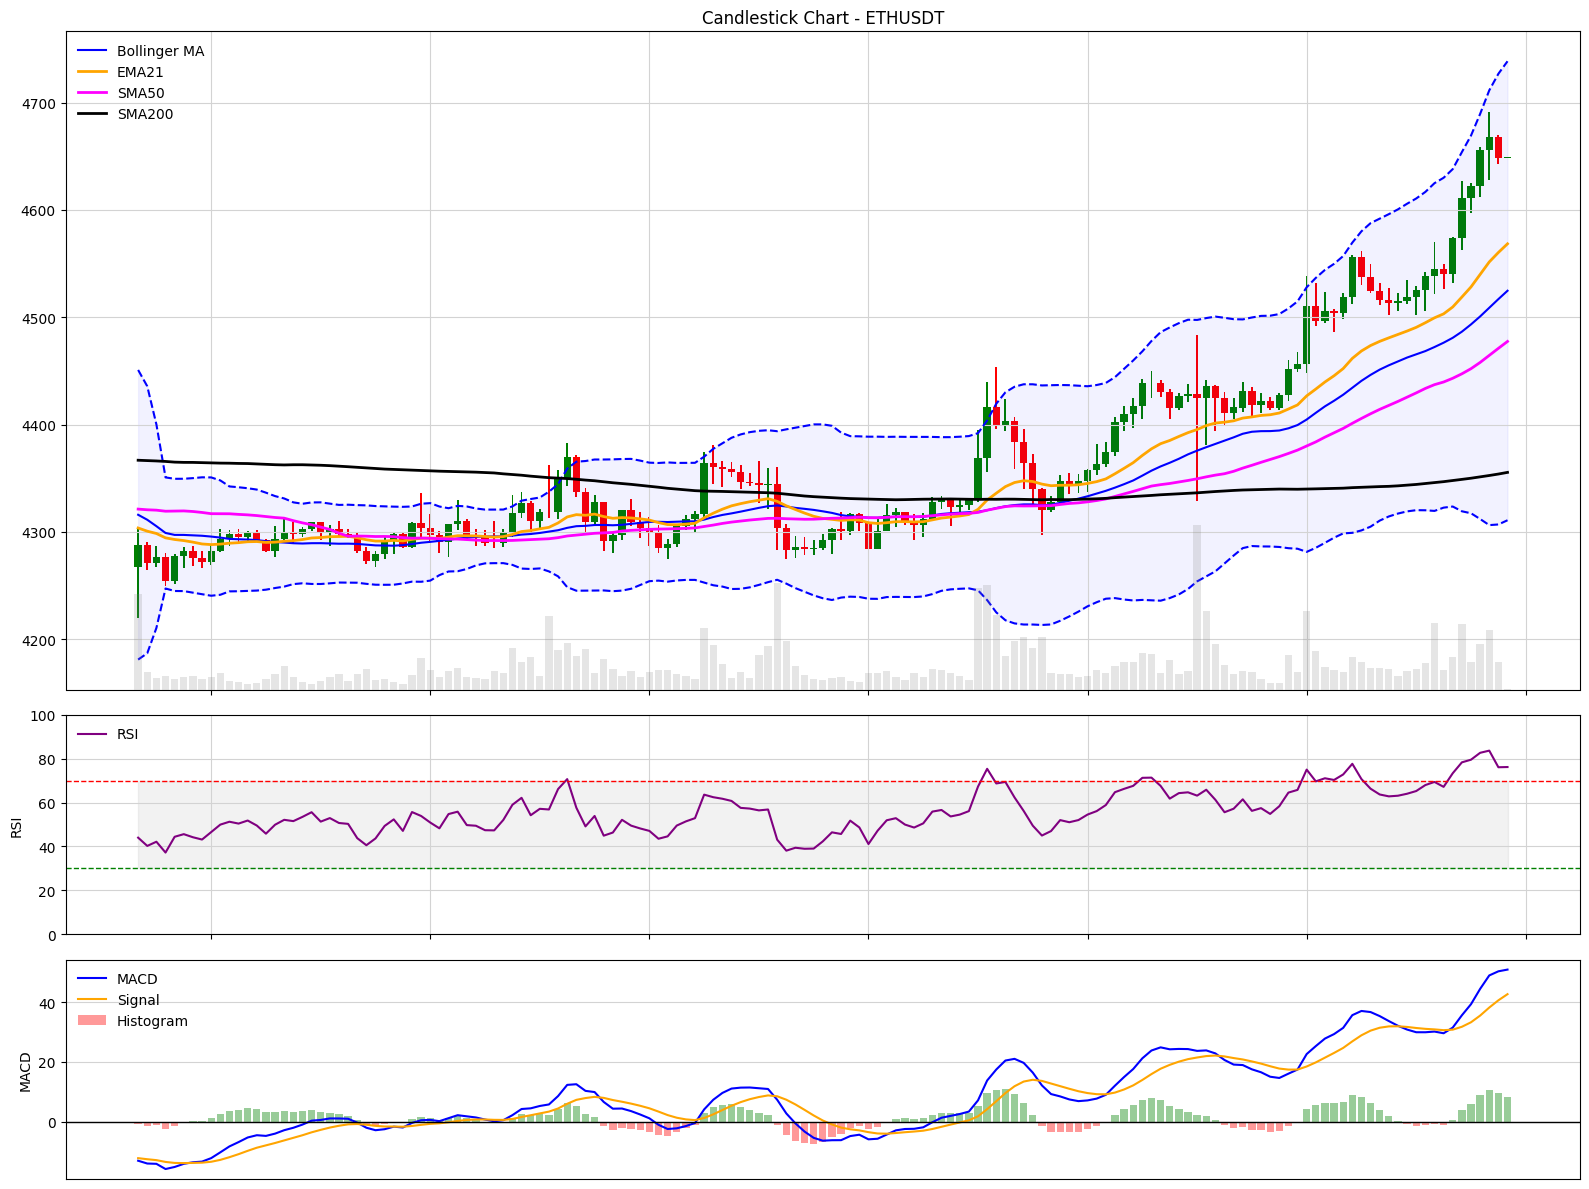 Candlestick Chart - ETHUSDT
Bollinger MA
EMA21
SMA50
SMA200
4700
4600
4500
4400
4300
4200
100
80
60
40
20
0
RSI
RSI
40
20
0
MACD
MACD
Signal
Histogram